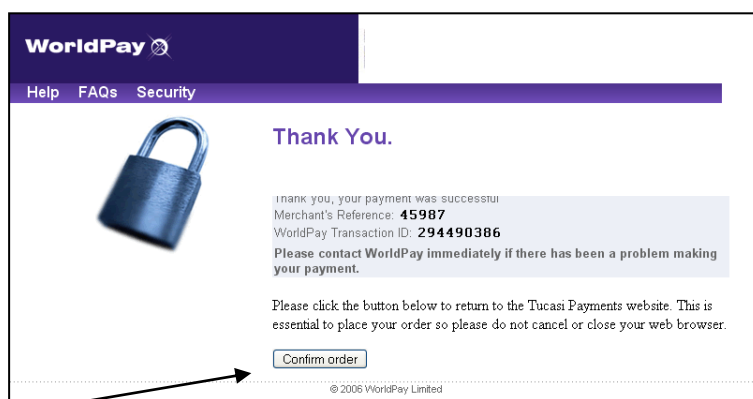 WorldPay
Help FAQs Security
Thank You.
Thank you, your payment was successful
Merchant's Reference: 45987
WorldPay Transaction ID: 294490386
Please contact WorldPay immediately if there has been a problem making
your payment.
Please click the button below to return to the Tucasi Payments website. This is
essential to place your order so please do not cancel or close your web browser.
Confirm order
© 2006 WorldPay Limited